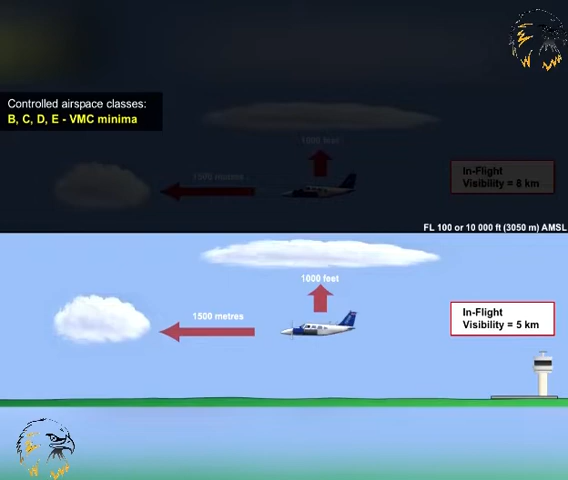 Controlled airspace classes:
B, C, D, E - VMC minima
1000 feet
1500 metres
In-Flight
Visibility = 8 km
FL 100 or 10 000 ft (3050 m) AMSL
1000 feet
1500 metres
In-Flight
Visibility = 5 km